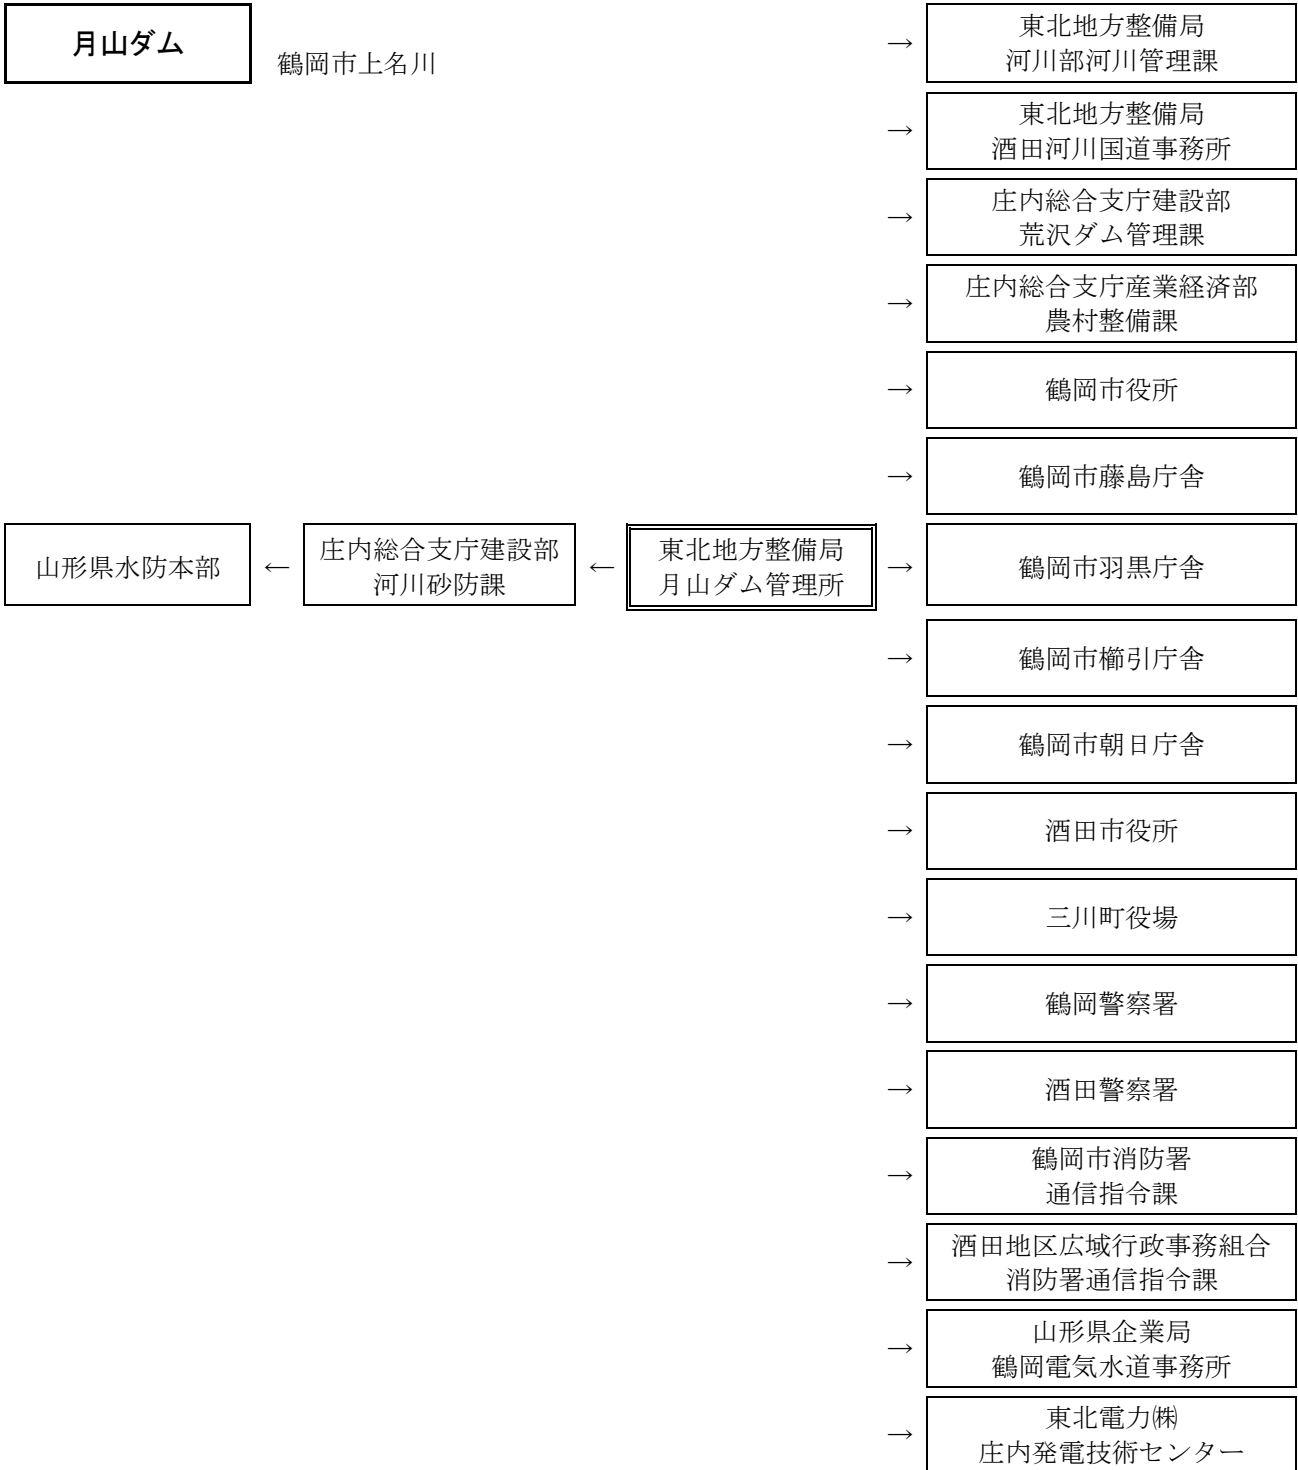 月山ダム
鶴岡市上名川
→
東北地方整備局
河川部河川管理課
→
東北地方整備局
酒田河川国道事務所
→
庄内総合支庁建設部
荒沢ダム管理課
→
庄内総合支庁産業経済部
農村整備課
→
鶴岡市役所
→
鶴岡市藤島庁舎
山形県水防本部
←
庄内総合支庁建設部
河川砂防課
←
東北地方整備局
月山ダム管理所
→
鶴岡市羽黒庁舎
→
鶴岡市櫛引庁舎
→
鶴岡市朝日庁舎
→
酒田市役所
→
三川町役場
→
鶴岡警察署
→
酒田警察署
→
鶴岡市消防署
通信指令課
→
酒田地区広域行政事務組合
消防署通信指令課
→
山形県企業局
鶴岡電気水道事務所
→
東北電力㈱
庄内発電技術センター